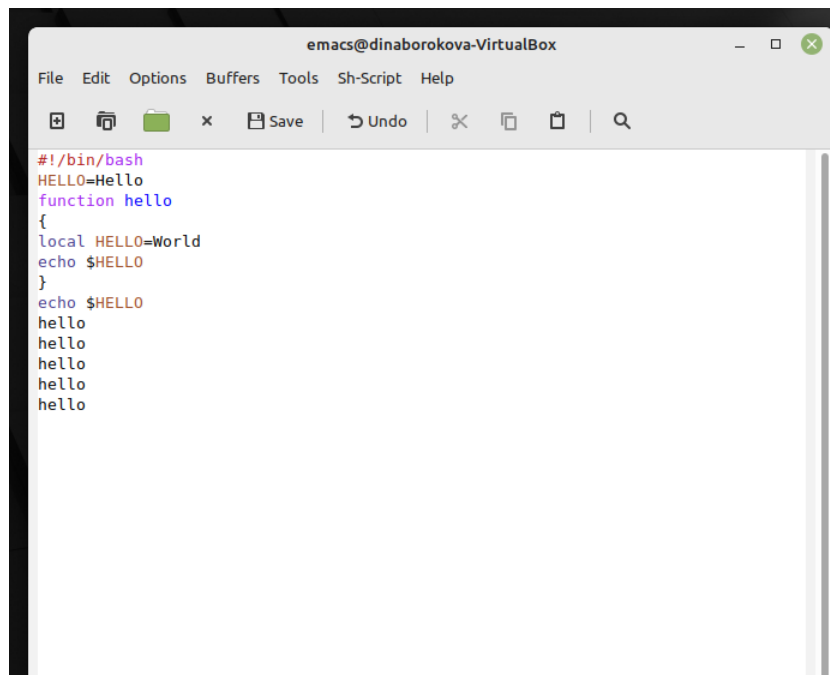 emacs@dinaborokova-VirtualBox
File Edit Options Buffers Tools Sh-Script Help
Save Undo
#!/bin/bash
HELLO=Hello
function hello
{
local HELLO=World
echo $HELLO
}
echo $HELLO
hello
hello
hello
hello
hello